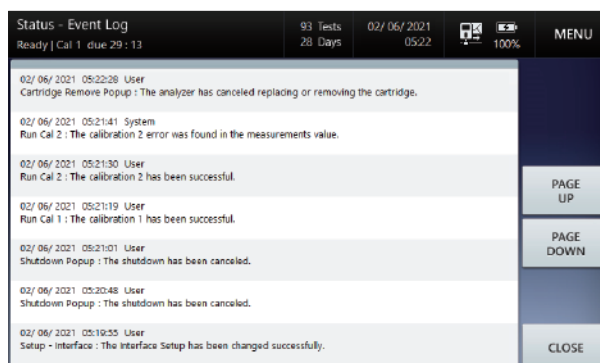 Status - Event Log
Ready | Cal 1 due 29 : 13
93 Tests
28 Days
02/ 06/ 2021
05:22
100%
MENU
02/ 06/ 2021 05:22:28 User
Cartridge Remove Popup : The analyzer has canceled replacing or removing the cartridge.
02/ 06/ 2021 05:21:41 System
Run Cal 2 : The calibration 2 error was found in the measurements value.
02/ 06/ 2021 05:21:30 User
Run Cal 2 : The calibration 2 has been successful.
02/ 06/ 2021 05:21:19 User
Run Cal 1 : The calibration 1 has been successful.
02/ 06/ 2021 05:21:01 User
Shutdown Popup : The shutdown has been canceled.
02/ 06/ 2021 05:20:48 User
Shutdown Popup : The shutdown has been canceled.
02/ 06/ 2021 05:19:55 User
Setup - Interface : The Interface Setup has been changed successfully.
PAGE
UP
PAGE
DOWN
CLOSE